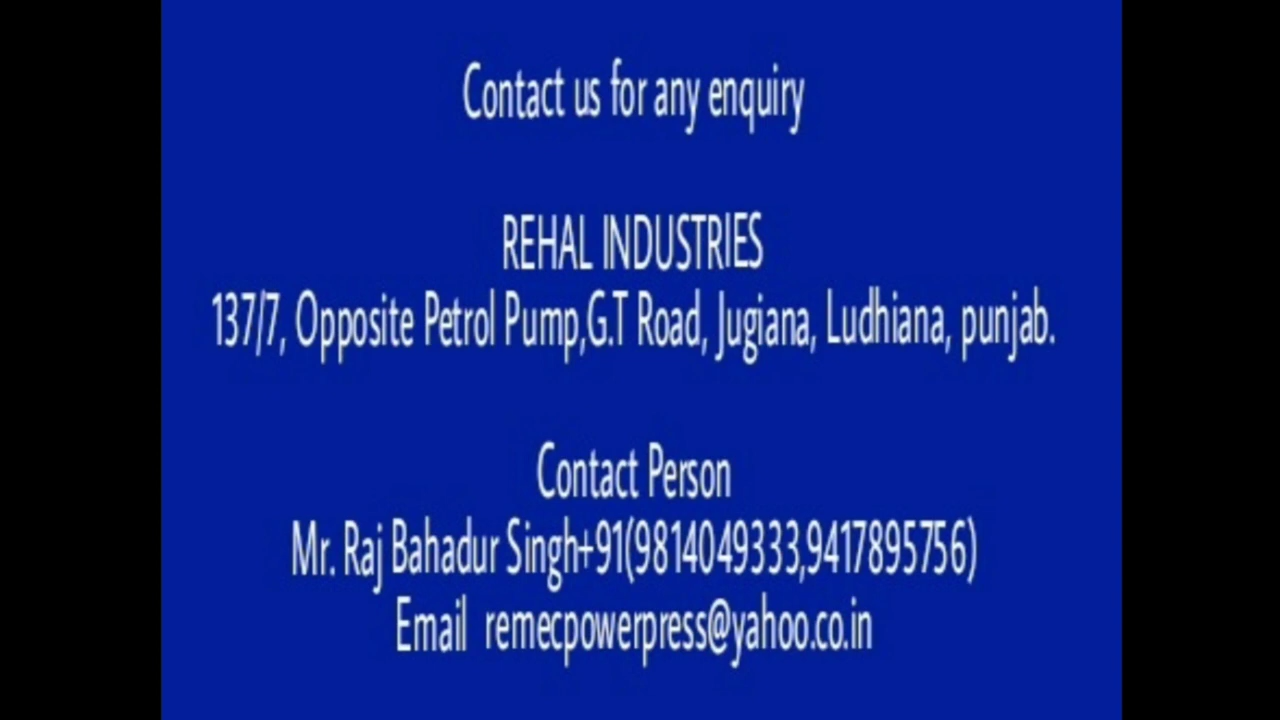 Contact us for any enquiry
REHAL INDUSTRIES
137/7, Opposite Petrol Pump,G.T Road, Jugiana, Ludhiana, punjab.
Contact Person
Mr. Raj Bahadur Singh+91(9814049333,9417895756)
Email remecpowerpress@yahoo.co.in